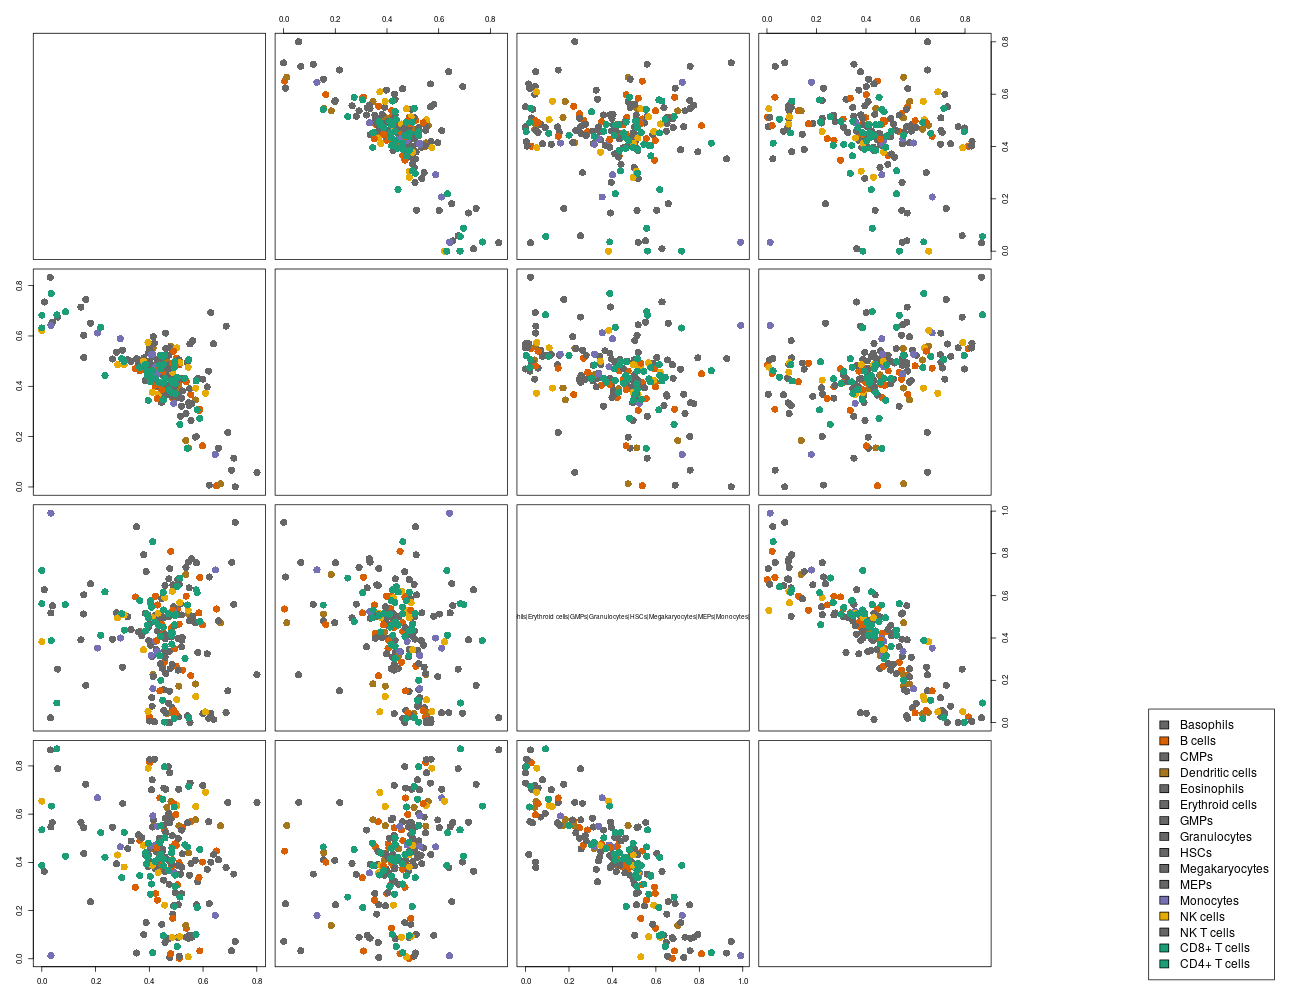 0.0 0.2 0.4 0.6 0.8
0.0 0.2 0.4 0.6 0.8
0.0 0.2 0.4 0.6 0.8
0.0 0.2 0.4 0.6 0.8
hils|Erythroid cells|GMPs|Granulocytes|HSCs|Megakaryocytes|MEPs|Monocytes|
0.0 0.2 0.4 0.6 0.8 1.0
0.0 0.2 0.4 0.6 0.8
0.0 0.2 0.4 0.6 0.8
0.0 0.2 0.4 0.6 0.8 1.0
Basophils
B cells
CMPs
Dendritic cells
Eosinophils
Erythroid cells
GMPs
Granulocytes
HSCs
Megakaryocytes
MEPs
Monocytes
NK cells
NK T cells
CD8+ T cells
CD4+ T cells